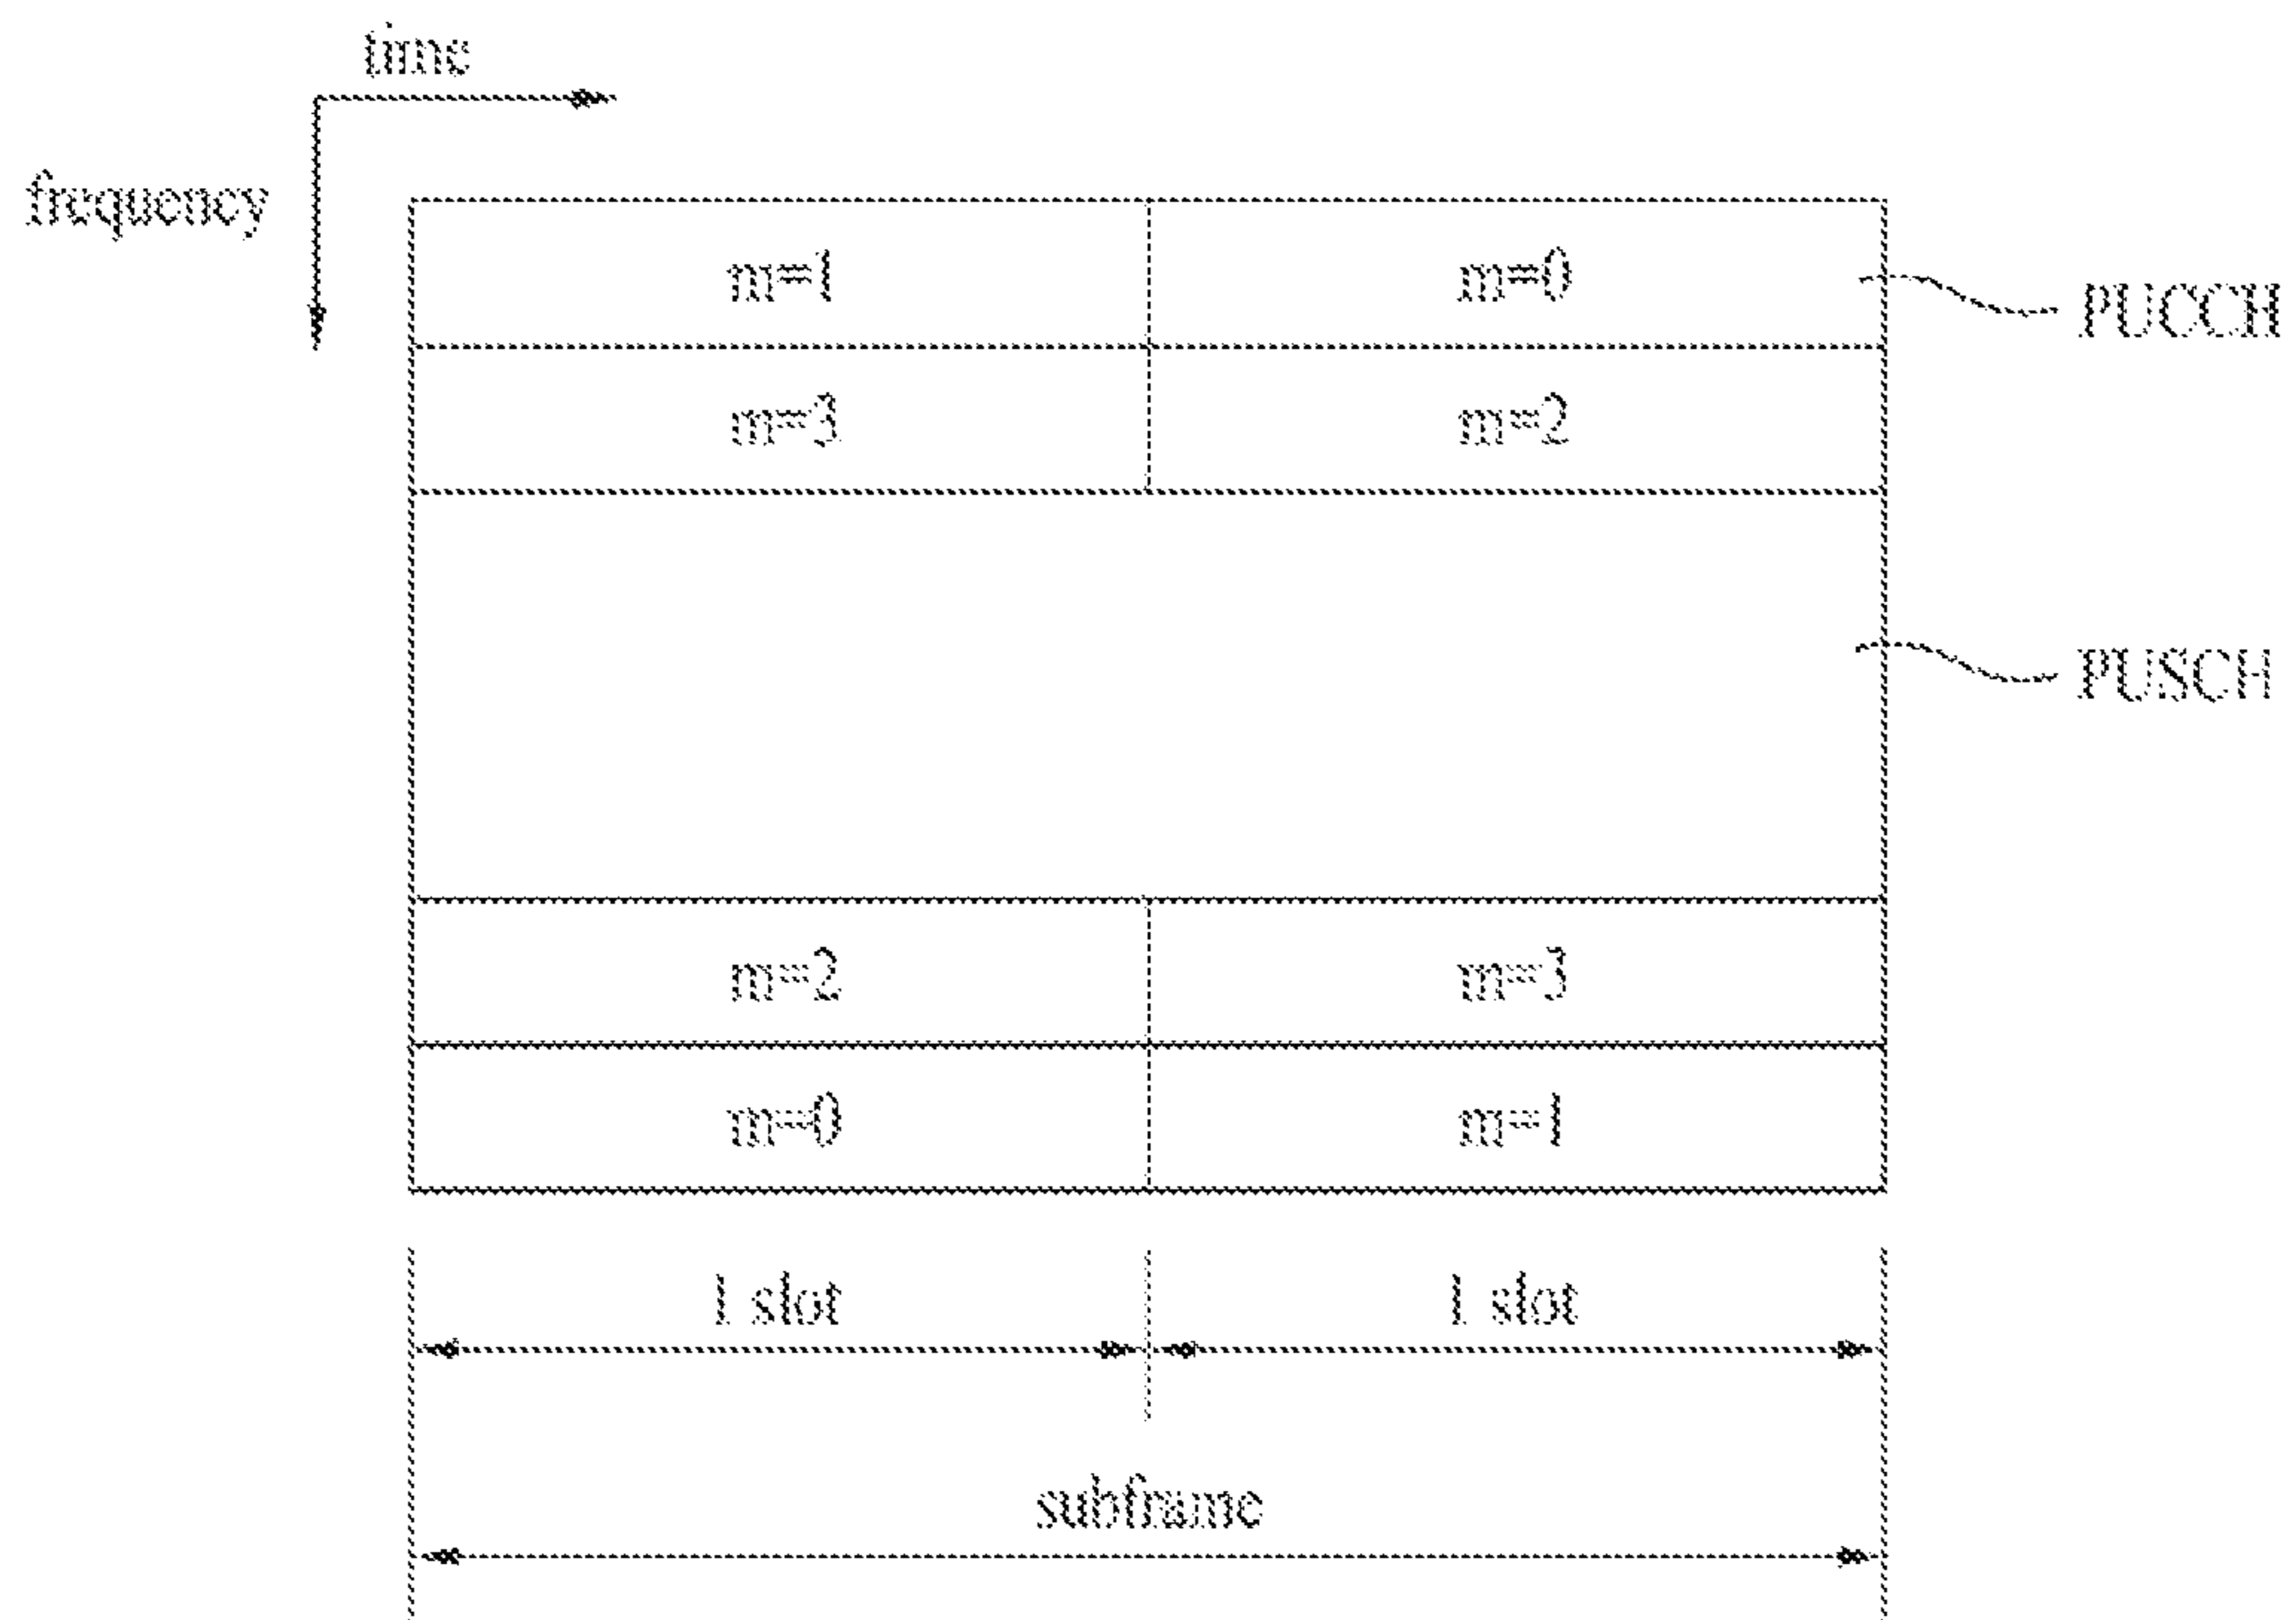 time
frequency
m=1 m=0
PUCCH
m=3 m=2
PUSCH
m=2 m=3
m=0 m=1
1 slot 1 slot
subframe